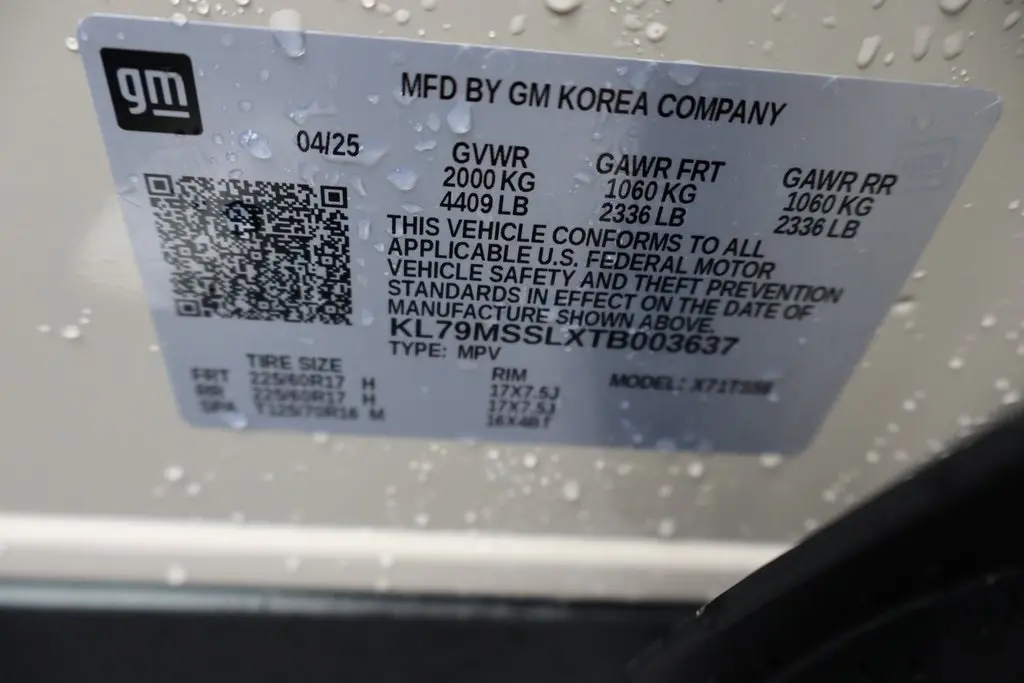 gm
MFD BY GM KOREA COMPANY
04/25
GVWR
2000 KG
4409 LB
GAWR FRT
1060 KG
2336 LB
GAWR RR
1060 KG
2336 LB
THIS VEHICLE CONFORMS TO ALL
APPLICABLE U.S. FEDERAL MOTOR
VEHICLE SAFETY AND THEFT PREVENTION
STANDARDS IN EFFECT ON THE DATE OF
MANUFACTURE SHOWN ABOVE.
KL79MSSLXTB003637
TYPE: MPV
TIRE SIZE
RIM
MODEL:
FRT 225/60R17 H 17X7.5J
RR 225/60R17 H 17X7.5J
SPA T125/70R16 M 16X4BT